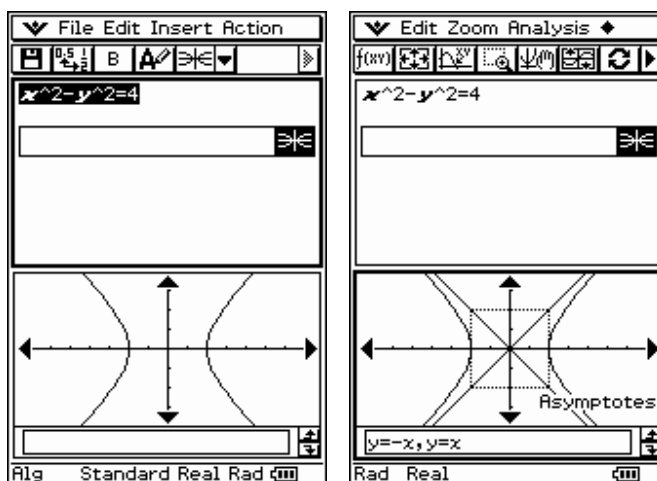 File Edit Insert Action
B
x^2-y^2=4
Alg Standard Real Rad
Edit Zoom Analysis ◆
f(xy)
x^2-y^2=4
Asymptotes
y=-x,y=x
Rad Real